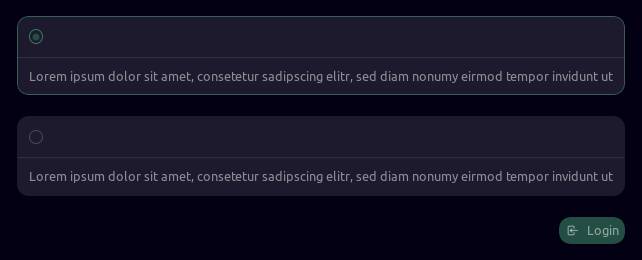 Lorem ipsum dolor sit amet, consetetur sadipscing elitr, sed diam nonumy eirmod tempor invidunt ut
Lorem ipsum dolor sit amet, consetetur sadipscing elitr, sed diam nonumy eirmod tempor invidunt ut
Login